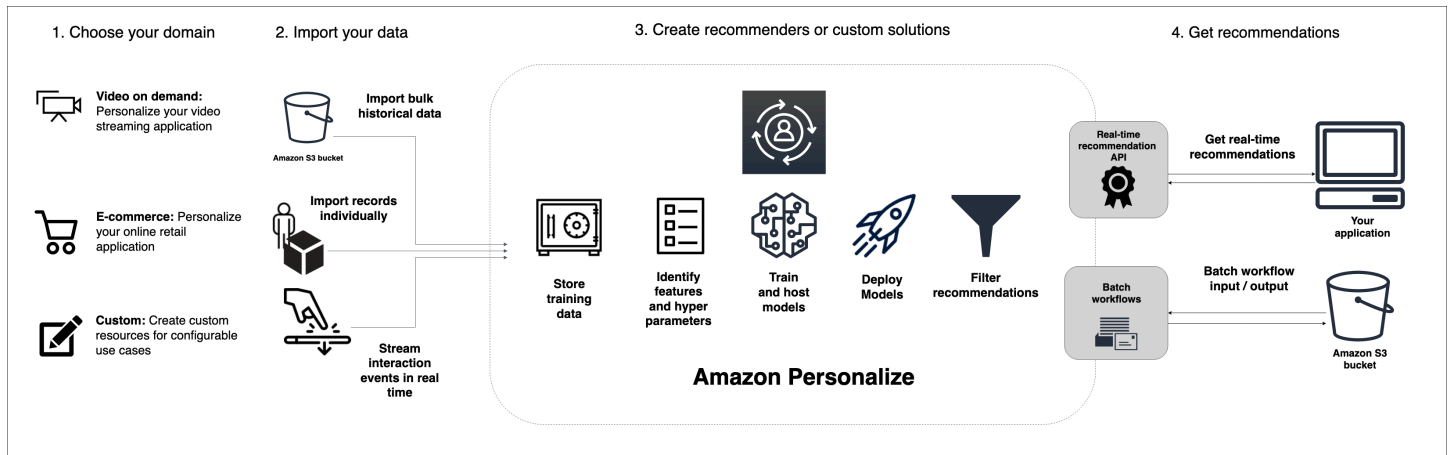 1. Choose your domain
2. Import your data
3. Create recommenders or custom solutions
4. Get recommendations
Video on demand:
Personalize your video
streaming application
E-commerce: Personalize
your online retail
application
Custom: Create custom
resources for configurable
use cases
Import bulk
historical data
Amazon S3 bucket
Import records
individually
Stream
interaction
events in real
time
Store
training
data
Identify
features
and hyper
parameters
Train
and host
models
Deploy
Models
Filter
recommendations
Amazon Personalize
Real-time
recommendation
API
Get real-time
recommendations
Your
application
Batch
workflows
Batch workflow
input / output
Amazon S3
bucket